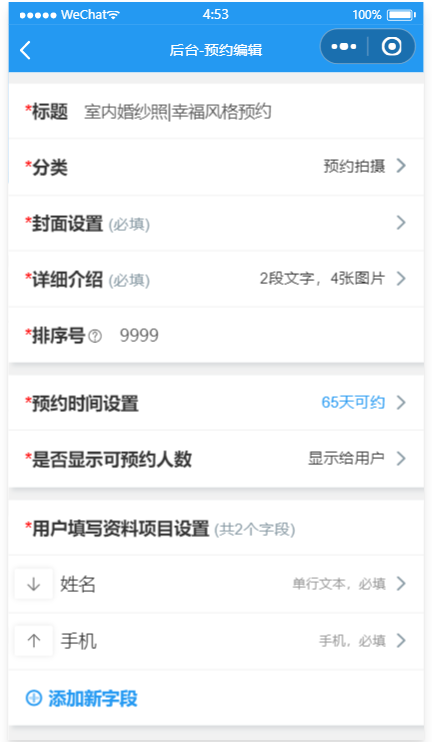 WeChat 4:53 100%
后台-预约编辑
*标题 室内婚纱照|幸福风格预约
*分类 预约拍摄
*封面设置 (必填)
*详细介绍 (必填) 2段文字，4张图片
*排序号? 9999
*预约时间设置 65天可约
*是否显示可预约人数 显示给用户
*用户填写资料项目设置 (共2个字段)
姓名 单行文本，必填
手机 手机，必填
添加新字段